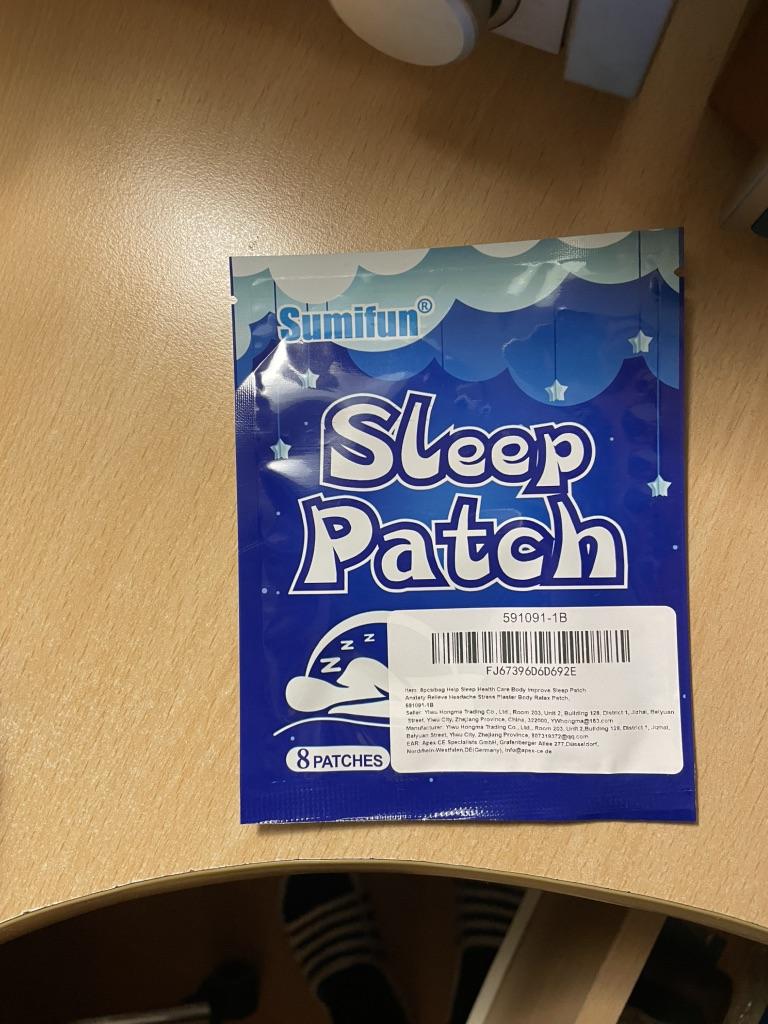 Sumifun®
Sleep
Patch
z z z
591091-1B
FJ67396D6D692E
Item: 8pcs/bag Help Sleep Health Care Body Improve Sleep Patch
Anxiety Relieve Headache Stress Plaster Body Relax Patch,
591091-1B
Seller: Yiwu Hongma Trading Co., Ltd., Room 203, Unit 2, Building 128, District 1, Jizhai, Baiyuan
Street, Yiwu City, Zhejiang Province, China, 322000, YWhongma@163.com
Manufacturer: Yiwu Hongma Trading Co., Ltd., Room 203, Unit 2,Building 128, District 1, Jizhai,
Baiyuan Street, Yiwu City, Zhejiang Province, 807319372@qq.com
EAR: Apex CE Specialists GmbH, Grafenberger Allee 277,Düsseldorf,
Nordrhein-Westfalen,DE(Germany), Info@apex-ce.de
8 PATCHES